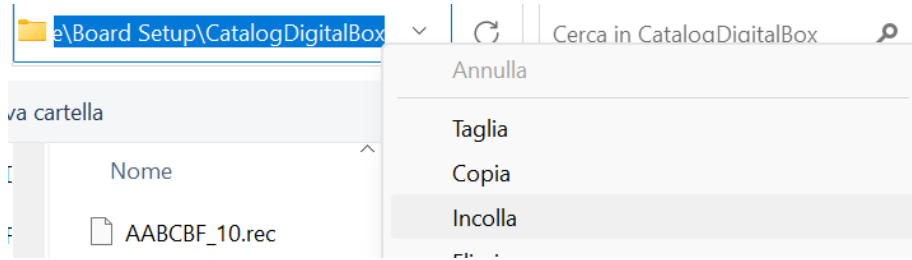 e\Board Setup\CatalogDigitalBox
Cerca in CatalogDigitalBox
Annulla
va cartella
Taglia
Nome
Copia
Incolla
AABCBF_10.rec